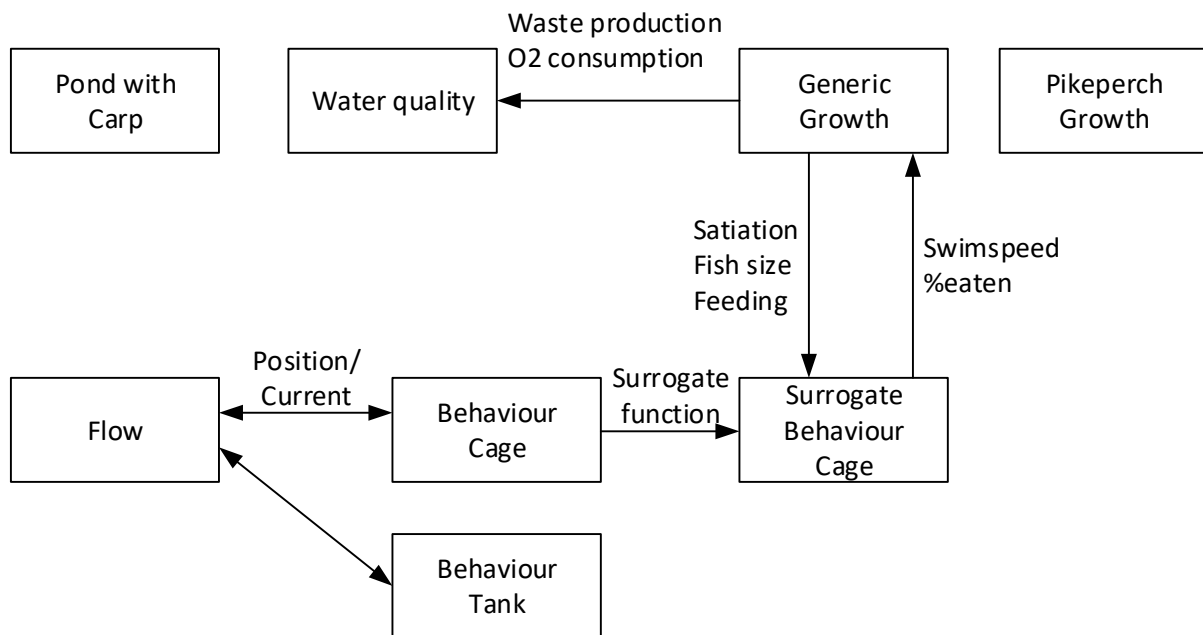 Waste production
O2 consumption
Pond with
Carp
Water quality
Generic
Growth
Pikeperch
Growth
Satiation
Fish size
Feeding
Swimspeed
%eaten
Position/
Current
Surrogate
function
Flow
Behaviour
Cage
Surrogate
Behaviour
Cage
Behaviour
Tank